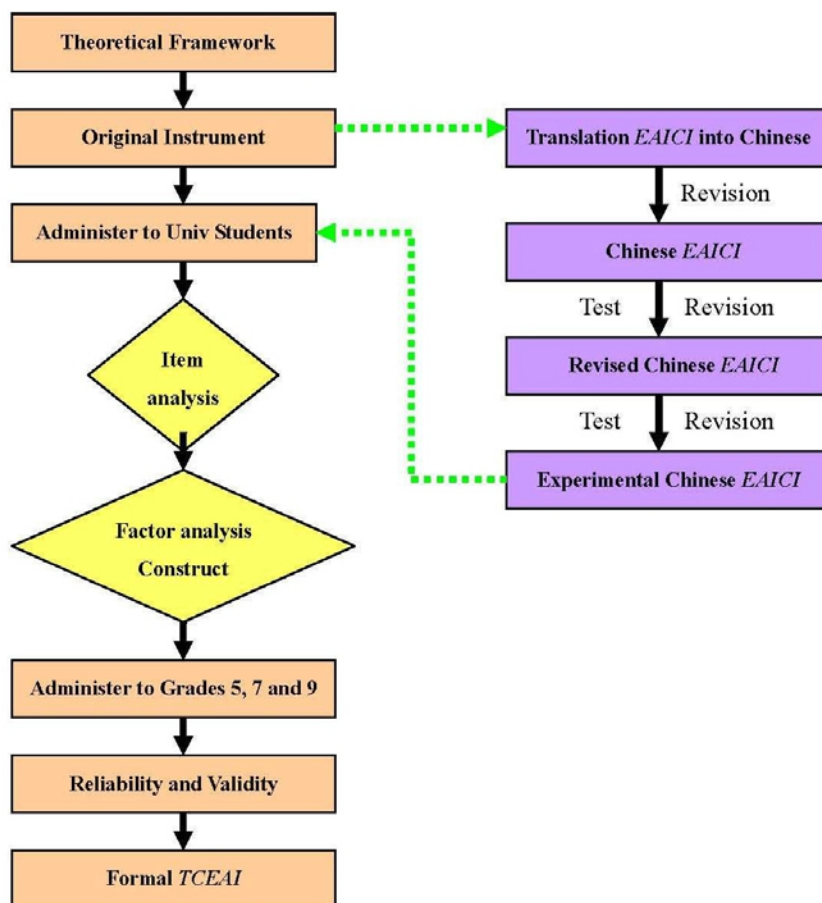 Theoretical Framework
Original Instrument
Administer to Univ Students
Item
analysis
Factor analysis
Construct
Administer to Grades 5, 7 and 9
Reliability and Validity
Formal TCEAI
Translation EAICI into Chinese
Revision
Chinese EAICI
Test Revision
Revised Chinese EAICI
Test Revision
Experimental Chinese EAICI